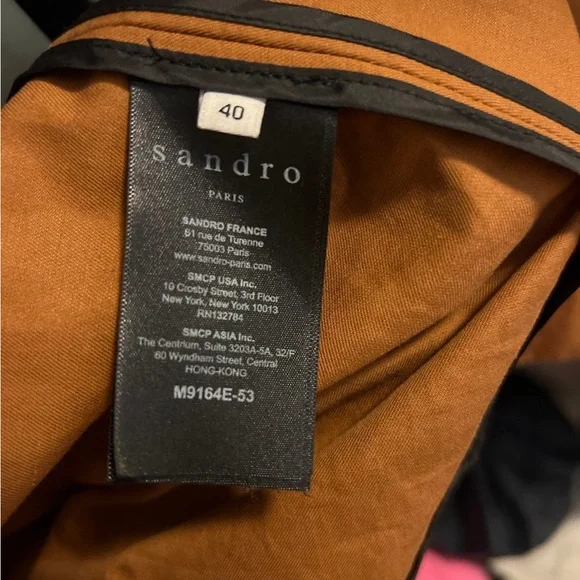 40
sandro
PARIS
SANDRO FRANCE
61 rue de Turenne
75003 Paris
www.sandro-paris.com
SMCP USA Inc.
10 Crosby Street, 3rd Floor
New York, New York 10013
RN132784
SMCP ASIA Inc.
The Centrium, Suite 3203A-5A, 32/F
60 Wyndham Street, Central
HONG-KONG
M9164E-53